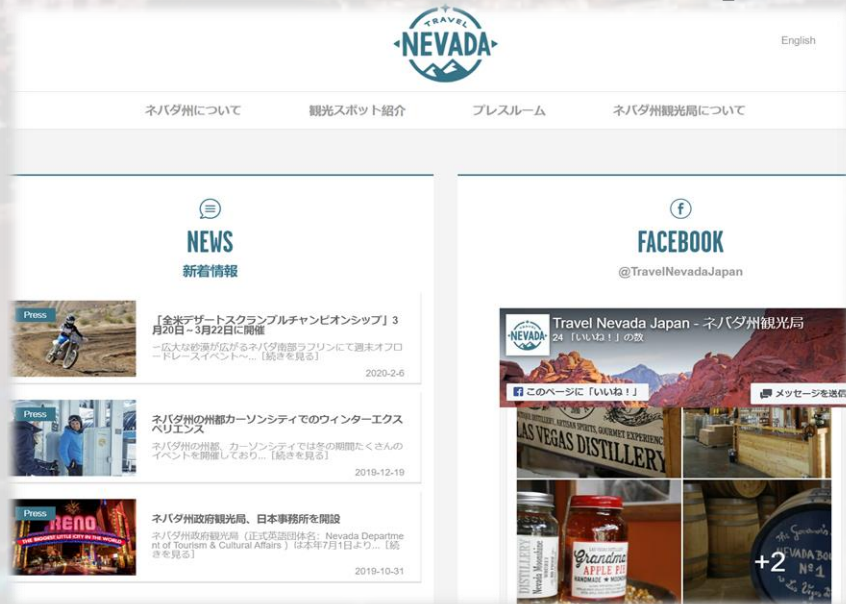 TRAVEL
NEVADA
English
ネバダ州について
観光スポット紹介
プレスルーム
ネバダ州観光局について
NEWS
新着情報
Press
「全米デザートスクランブルチャンピオンシップ」3
月20日～3月22日に開催
～広大な砂漠が広がるネバダ南部ラフリンにて週末オフロ
ードレースイベント～... [続きを見る]
2020-2-6
Press
ネバダ州の州都カーソンシティでのウィンターエクス
ペリエンス
ネバダ州の州都、カーソンシティでは冬の期間たくさんの
イベントを開催しており... [続きを見る]
2019-12-19
Press
RENO
THE BIGGEST LITTLE CITY IN THE WORLD
ネバダ州政府観光局、日本事務所を開設
ネバダ州政府観光局（正式英語団体名: Nevada Departme
nt of Tourism & Cultural Affairs ）は本年7月1日より... [続
きを見る]
2019-10-31
FACEBOOK
@TravelNevadaJapan
NEVADA
Travel Nevada Japan - ネバダ州観光局
24 「いいね！」の数
このページに「いいね！」
メッセージを送信
ARTISAN SPIRITS, GOURMET EXPERIENC
LAS VEGAS DISTILLERY
DISTILLERY
Nevada Moonshine
Grandma
APPLE PIE
HANDMADE MOON
+2
NEVADA BOU
Nº1